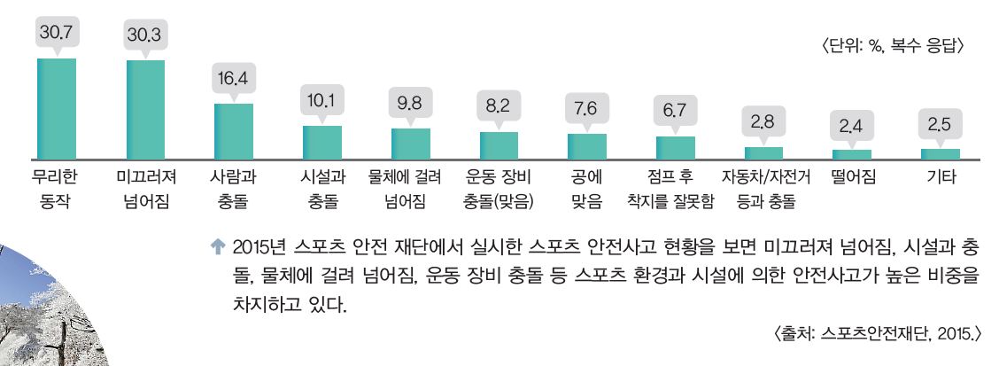 30.7 30.3 16.4 10.1 9.8 8.2 7.6 6.7 2.8 2.4 2.5
〈단위: %, 복수 응답〉
무리한 동작
미끄러져 넘어짐
사람과 충돌
시설과 충돌
물체에 걸려 넘어짐
운동 장비 충돌(맞음)
공에 맞음
점프 후 착지를 잘못함
자동차/자전거 등과 충돌
떨어짐
기타
2015년 스포츠 안전 재단에서 실시한 스포츠 안전사고 현황을 보면 미끄러져 넘어짐, 시설과 충
돌, 물체에 걸려 넘어짐, 운동 장비 충돌 등 스포츠 환경과 시설에 의한 안전사고가 높은 비중을
차지하고 있다.
〈출처: 스포츠안전재단, 2015.〉